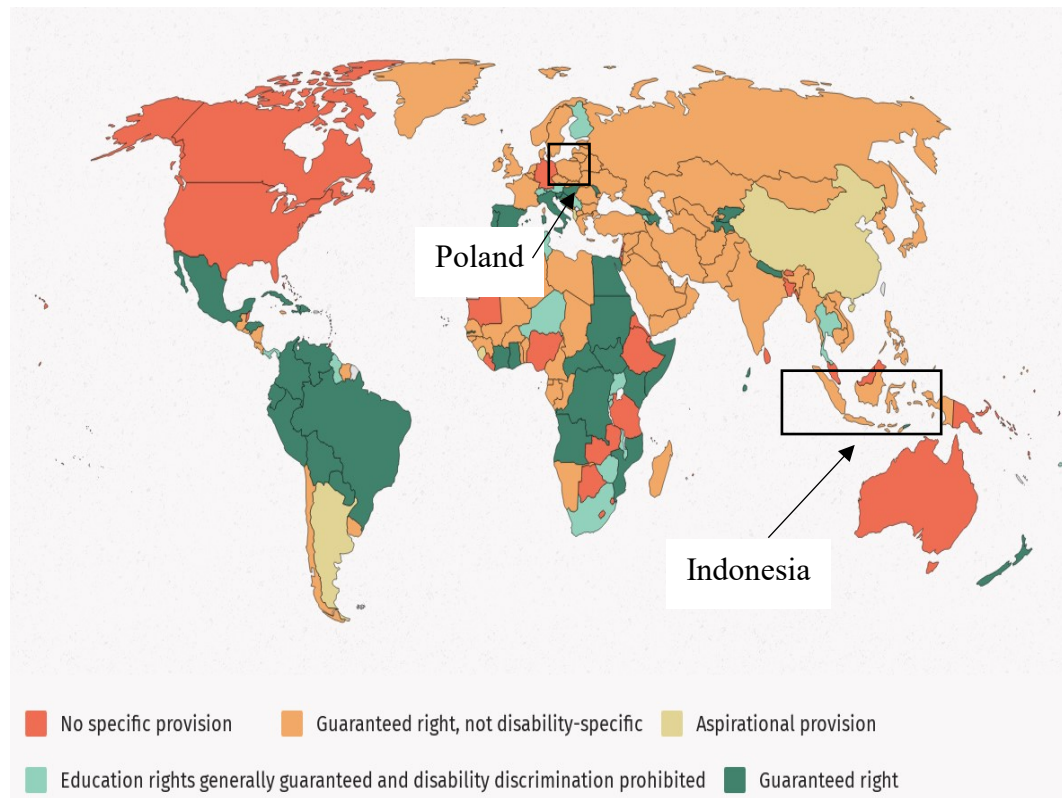 Poland
Indonesia
No specific provision
Guaranteed right, not disability-specific
Aspirational provision
Education rights generally guaranteed and disability discrimination prohibited
Guaranteed right